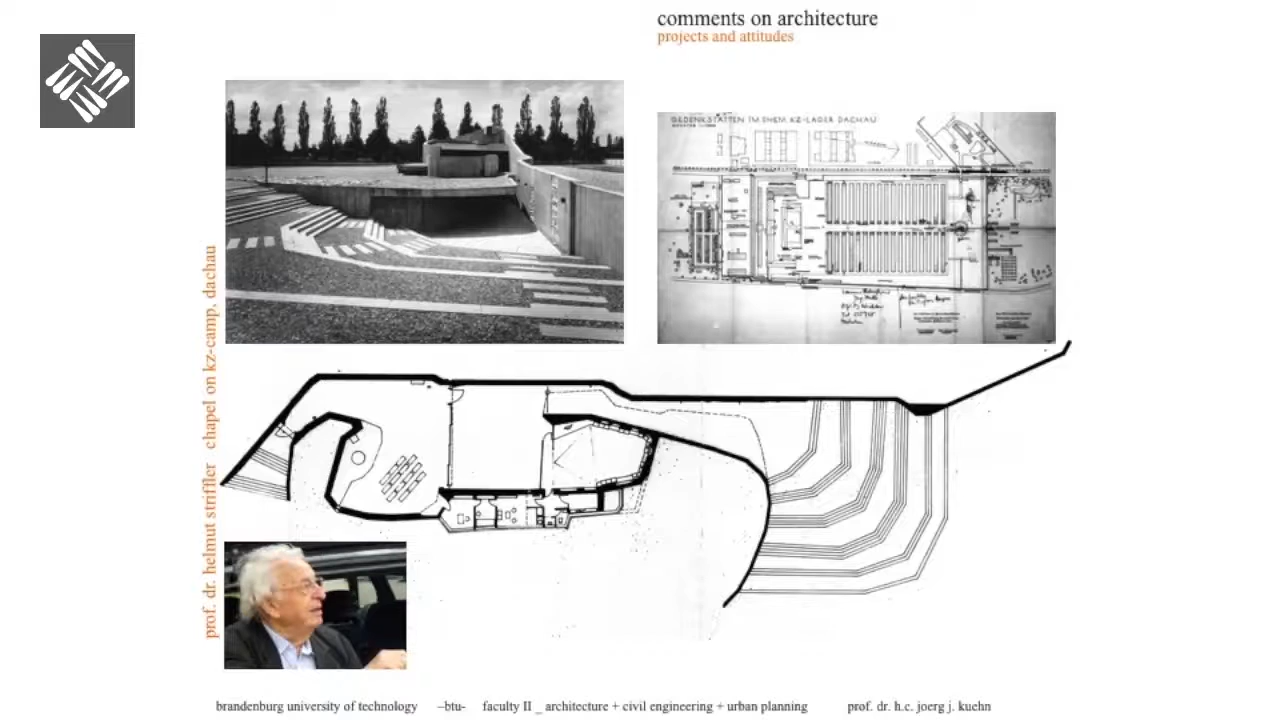 comments on architecture
projects and attitudes
GEDENKSTÄTTEN IM EHEM. KZ-LAGER DACHAU
prof. dr. helmut striffler chapel on kz-camp, dachau
brandenburg university of technology –btu- faculty II _ architecture + civil engineering + urban planning prof. dr. h.c. joerg j. kuehn